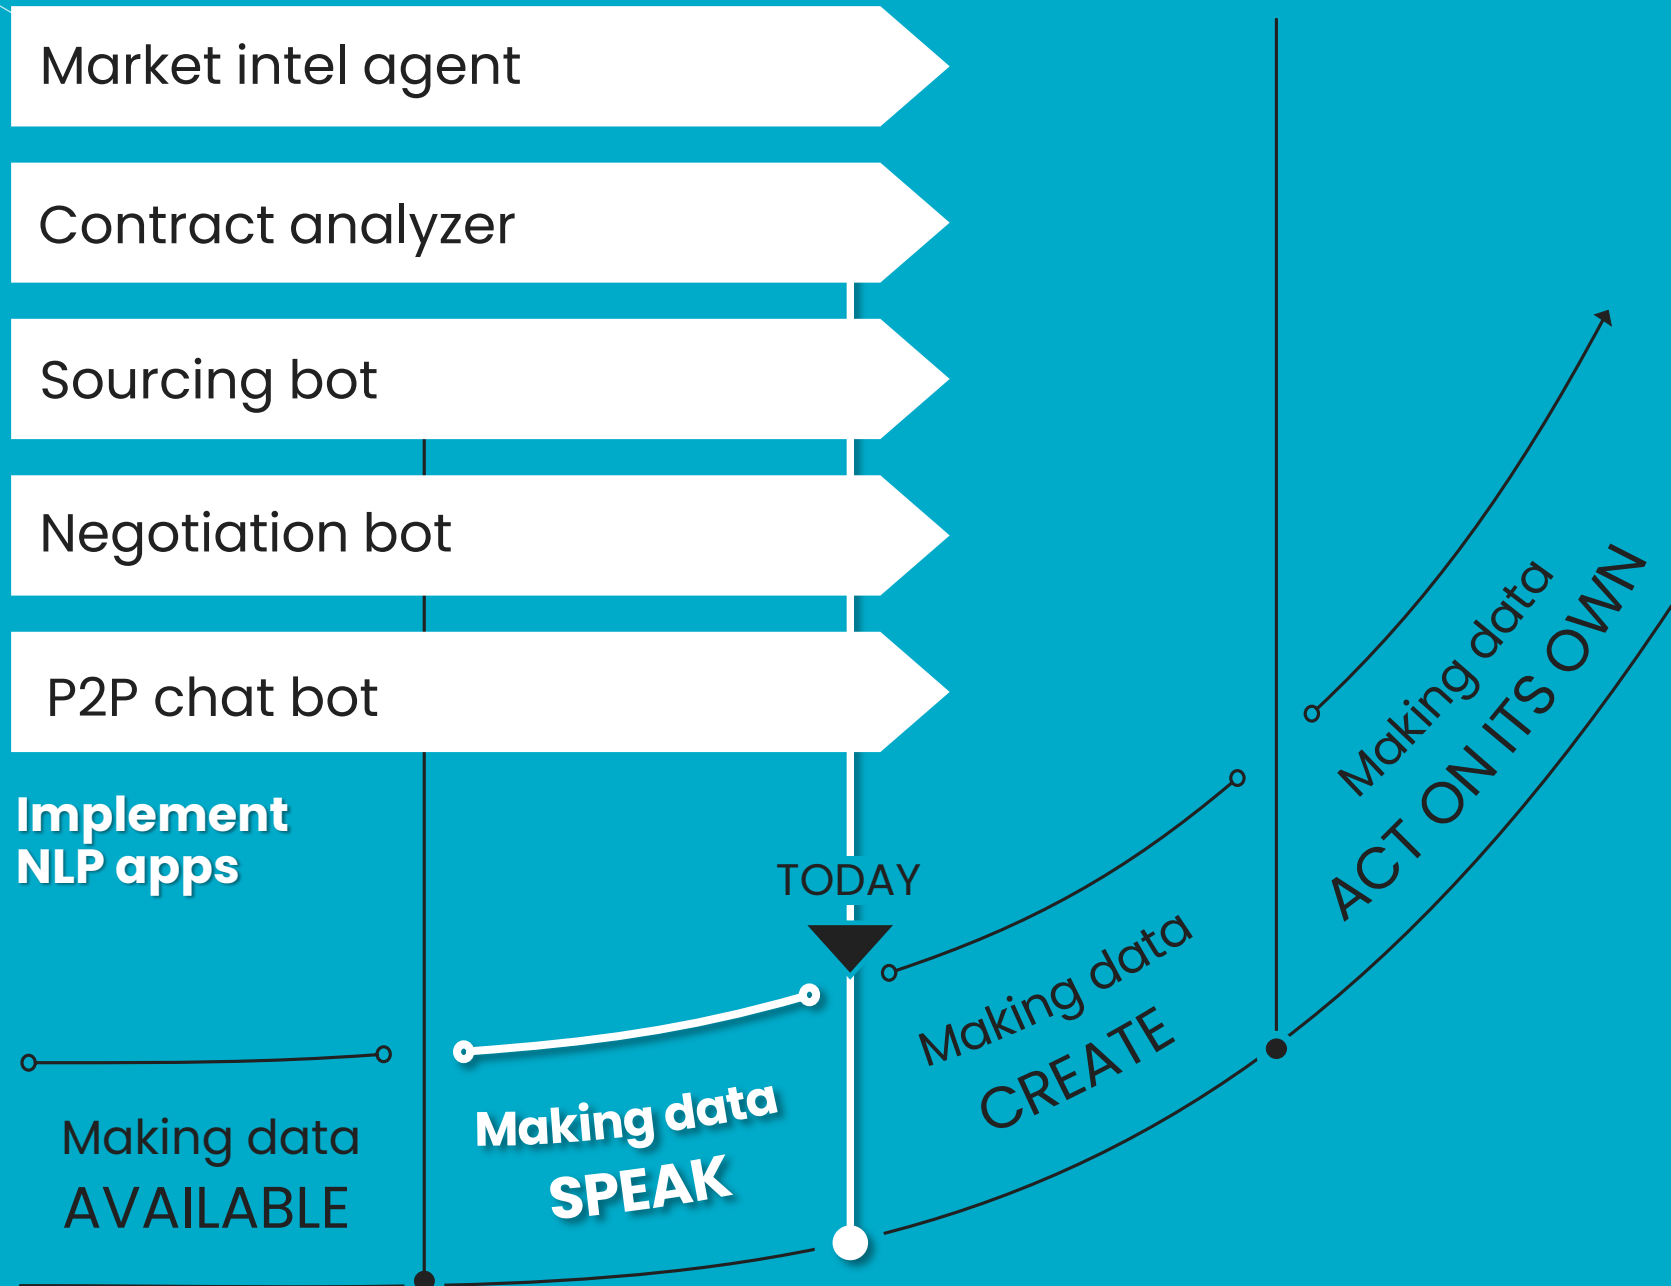 Market intel agent
Contract analyzer
Sourcing bot
Negotiation bot
P2P chat bot
Implement
NLP apps
TODAY
Making data
AVAILABLE
Making data
SPEAK
Making data
CREATE
Making data
ACT ON ITS OWN